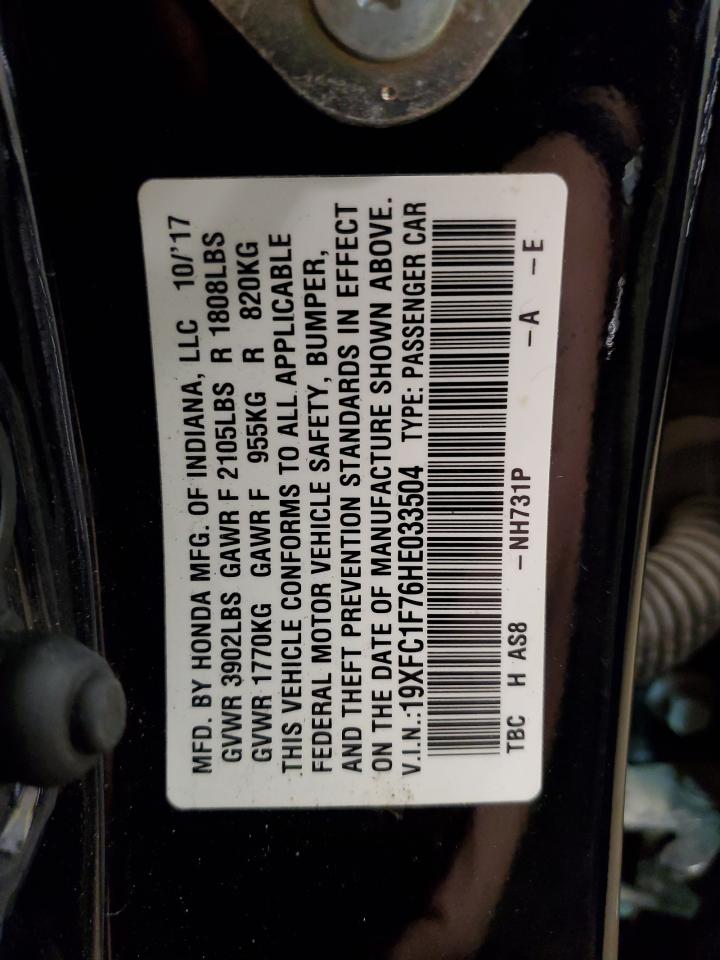 MFD. BY HONDA MFG. OF INDIANA, LLC 10/'17
GVWR 3902LBS GAWR F 2105LBS R 1808LBS
GVWR 1770KG GAWR F 955KG R 820KG
THIS VEHICLE CONFORMS TO ALL APPLICABLE
FEDERAL MOTOR VEHICLE SAFETY, BUMPER,
AND THEFT PREVENTION STANDARDS IN EFFECT
ON THE DATE OF MANUFACTURE SHOWN ABOVE.
V.I.N.:19XFC1F76HE033504 TYPE: PASSENGER CAR
TBC H AS8 -NH731P -A -E